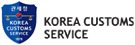 관세청
KOREA
CUSTOMS
SERVICE
KOREA CUSTOMS
SERVICE